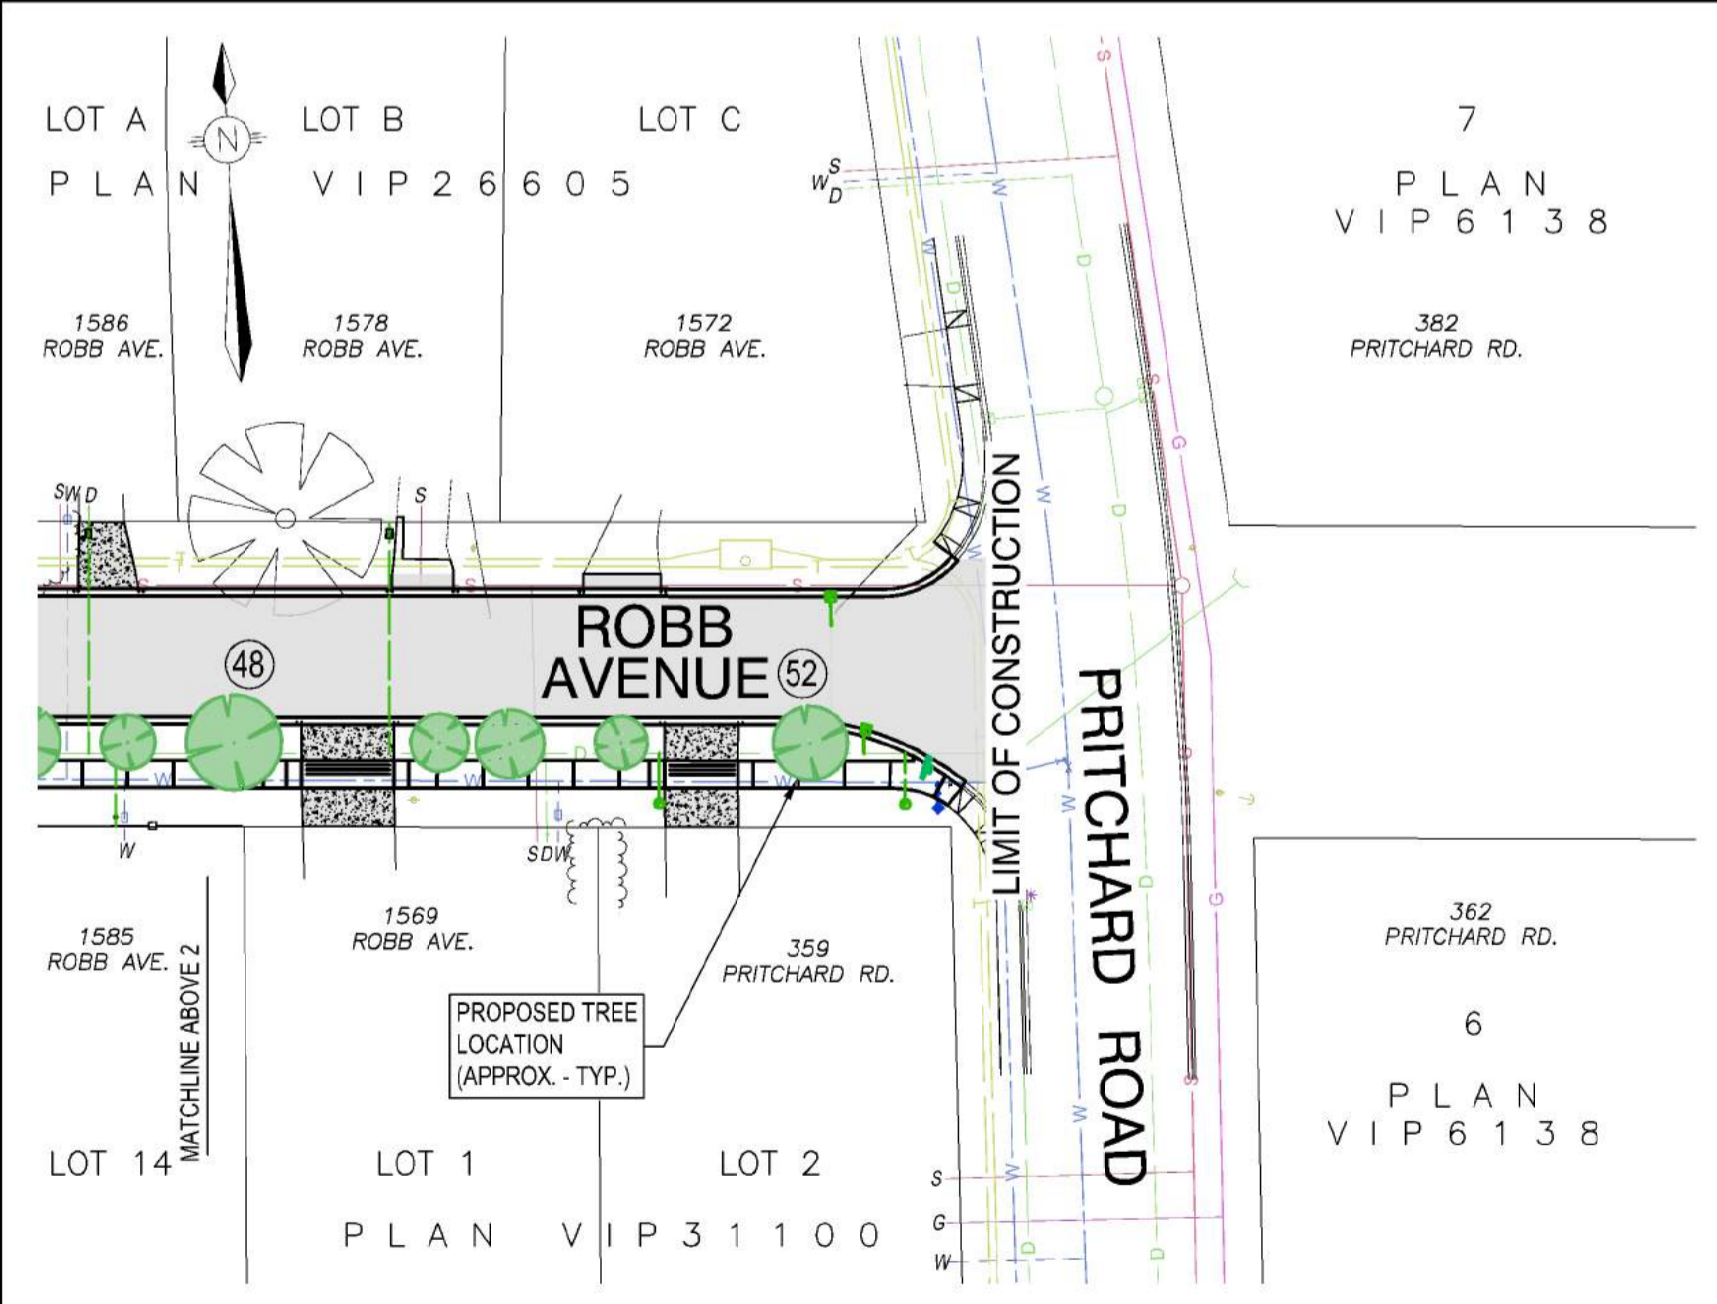 LOT A
LOT B
LOT C
7
N
PLAN VIP26605
PLAN
VIP6138
S
W
D
1586
ROBB AVE.
1578
ROBB AVE.
1572
ROBB AVE.
382
PRITCHARD RD.
S
W
W
D
D
N
N
S
G
W
D
SW D
S
N
N
W
T
T
T
S
S
S
LIMIT OF CONSTRUCTION
ROBB
AVENUE
48
52
PRITCHARD ROAD
D
W
W
W
W
N
S
W
SDW
D
G
T
1585
ROBB AVE.
1569
ROBB AVE.
359
PRITCHARD RD.
362
PRITCHARD RD.
MATCHLINE ABOVE 2
PROPOSED TREE
LOCATION
(APPROX. - TYP.)
6
PLAN
VIP6138
S
W
W
LOT 14
LOT 1
LOT 2
PLAN VIP31100
S
G
W
D
D